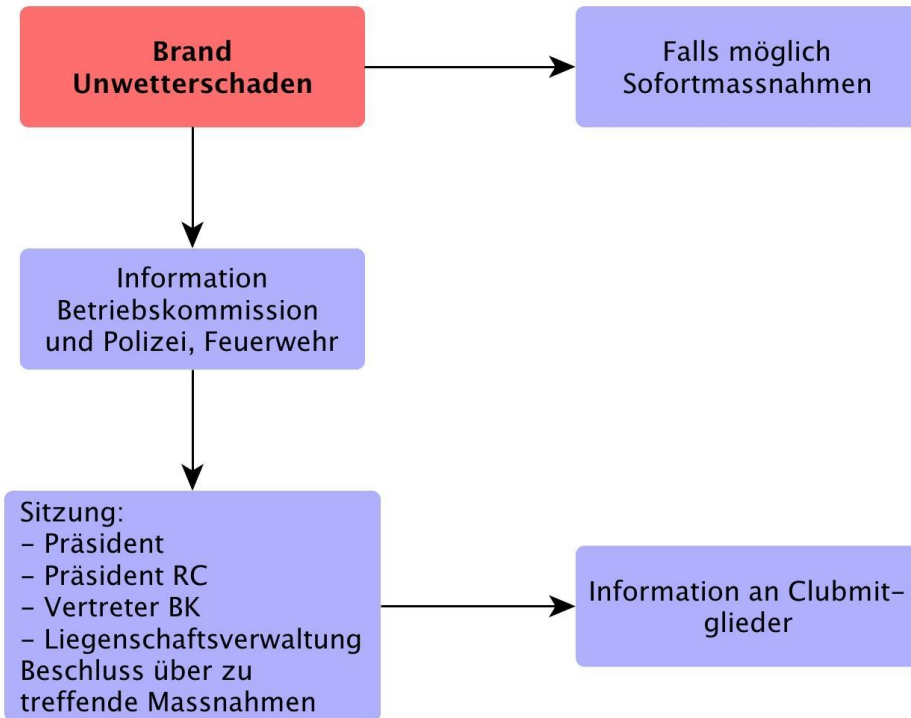 Brand
Unwetterschaden
Falls möglich
Sofortmassnahmen
Information
Betriebskommission
und Polizei, Feuerwehr
Sitzung:
– Präsident
– Präsident RC
– Vertreter BK
– Liegenschaftsverwaltung
Beschluss über zu
treffende Massnahmen
Information an Clubmit-
glieder